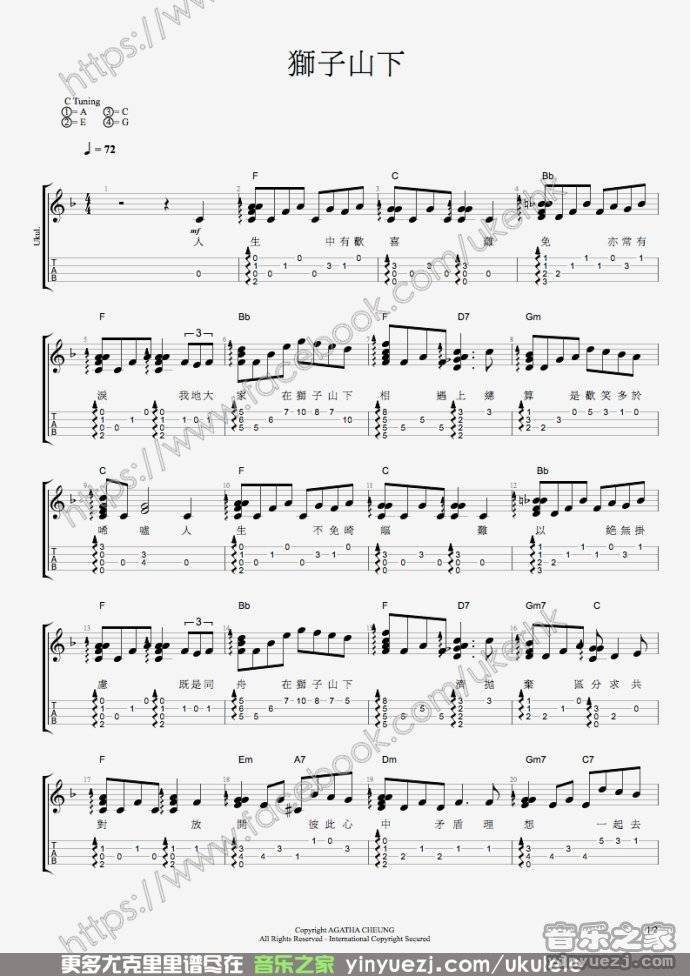 獅子山下
C Tuning
①= A ③= C
②= E ④= G
♩ = 72
F C Bb
Ukul.
mf
人 生 中有歡 喜 難 免 亦常有
F Bb F D7 Gm
淚 我地大 家 在獅子山下 相 遇上總 算 是歡笑多於
C F C Bb
唏 噓 人 生 不免崎 嶇 難 以 絕無掛
F Bb F D7 Gm7 C
慮 既是同 舟 在獅子山下 濟拋 棄 區分求共
F Em A7 Dm Gm7
對 放 開 彼此心 中 矛盾理 想 一起去
Copyright AGATHA CHEUNG
All Rights Reserved - International Copyright Secured
1/2
https://www.facebook.com/ukerhk
https://www.facebook.com/ukerhk
音乐之家
yinyuezj.com
更多尤克里里谱尽在 音乐之家 yinyuezj.com/ukulele